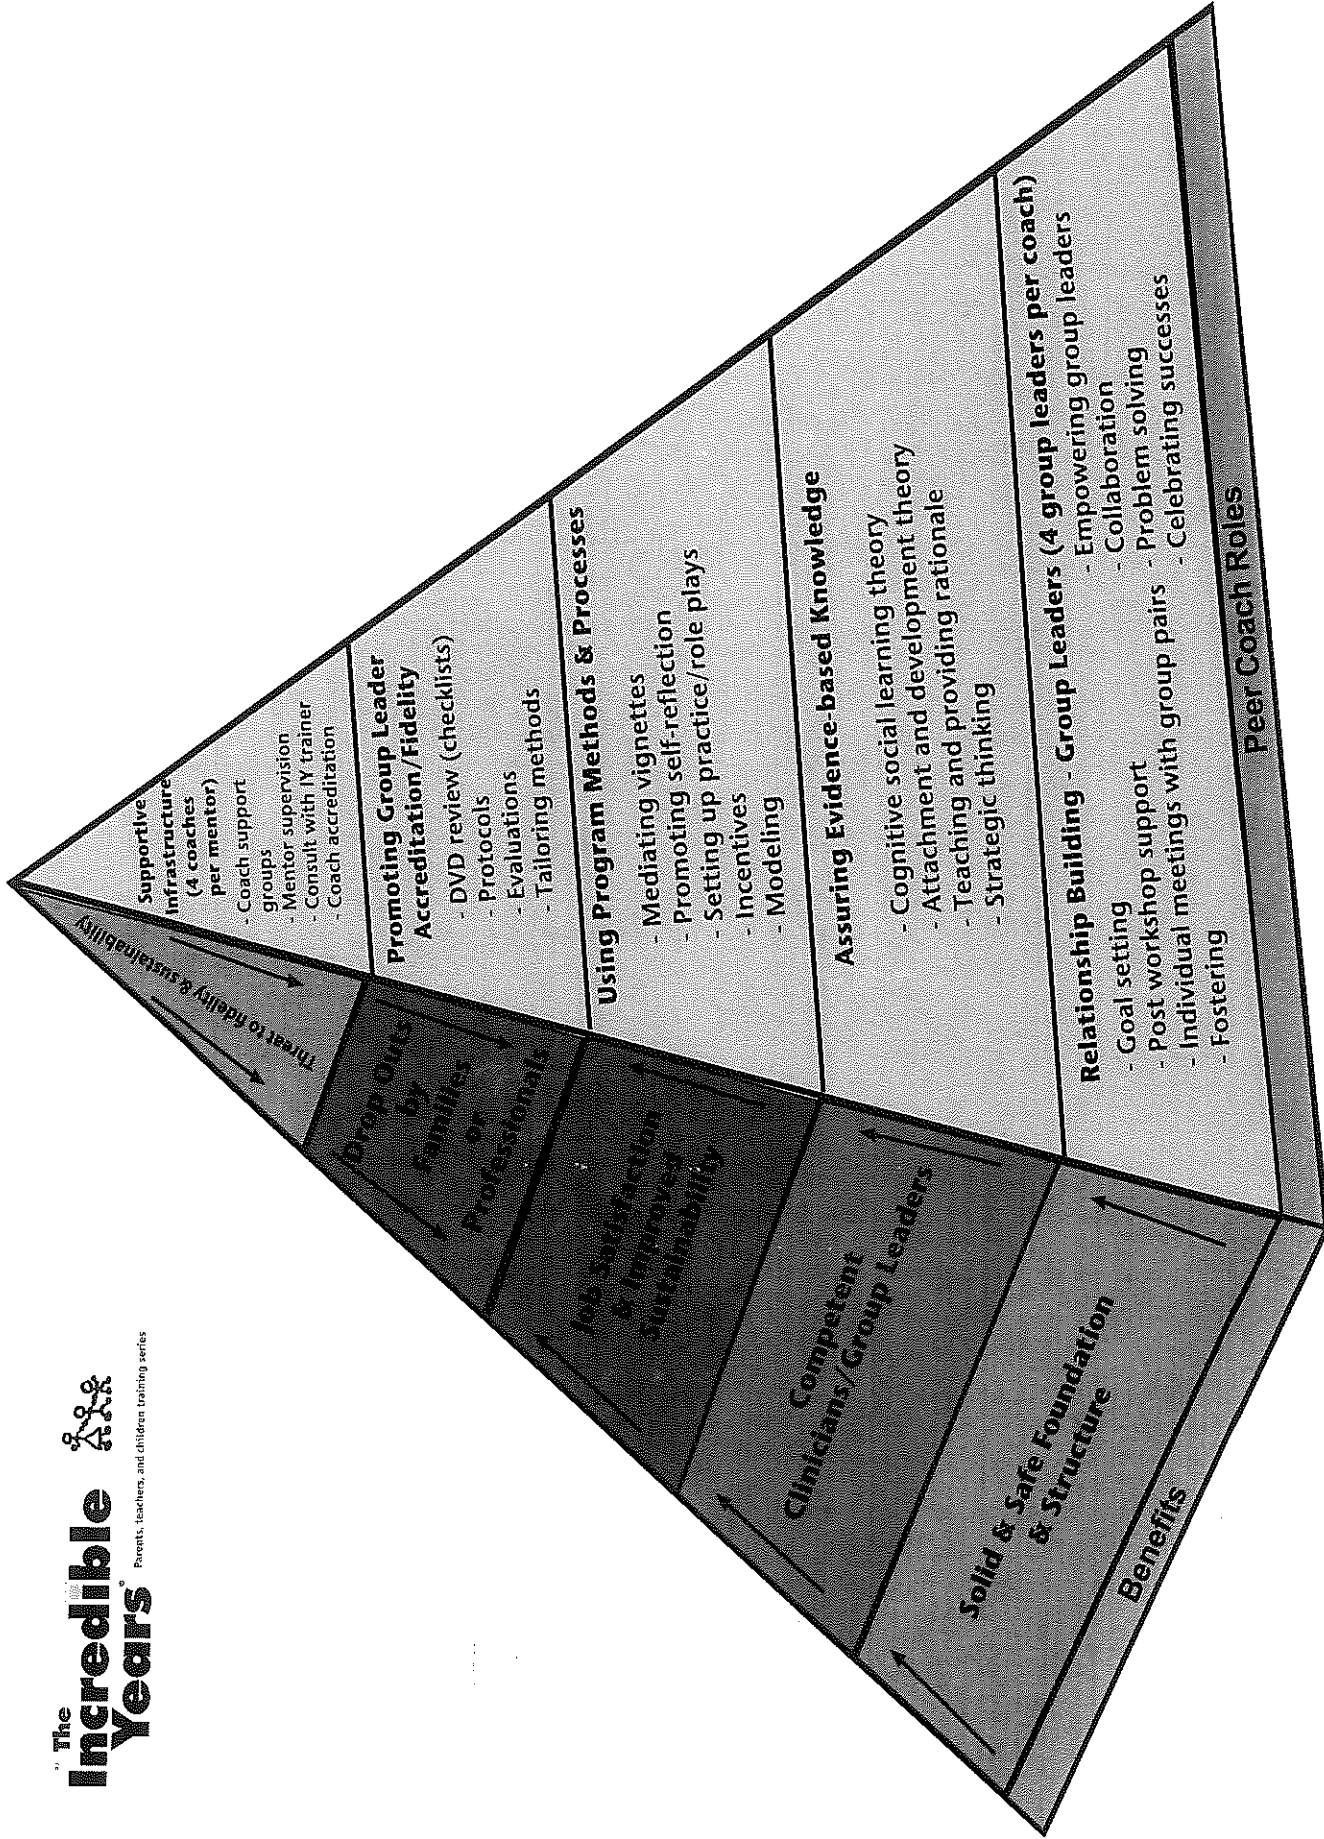 The
Incredible
Years®
Parents, teachers, and children training series
Threat to fidelity & sustainability
Drop Outs
by
Families
or
Professionals
Job Satisfaction
& Improved
Sustainability
Competent
Clinicians/Group Leaders
Solid & Safe Foundation
& Structure
Benefits
Supportive
Infrastructure
(4 coaches
per mentor)
- Coach support
groups
- Mentor supervision
- Consult with IY trainer
- Coach accreditation
Promoting Group Leader
Accreditation/Fidelity
- DVD review (checklists)
- Protocols
- Evaluations
- Tailoring methods
Using Program Methods & Processes
- Mediating vignettes
- Promoting self-reflection
- Setting up practice/role plays
- Incentives
- Modeling
Assuring Evidence-based Knowledge
- Cognitive social learning theory
- Attachment and development theory
- Teaching and providing rationale
- Strategic thinking
Relationship Building - Group Leaders (4 group leaders per coach)
- Goal setting
- Post workshop support
- Individual meetings with group pairs
- Fostering
- Empowering group leaders
- Collaboration
- Problem solving
- Celebrating successes
Peer Coach Roles